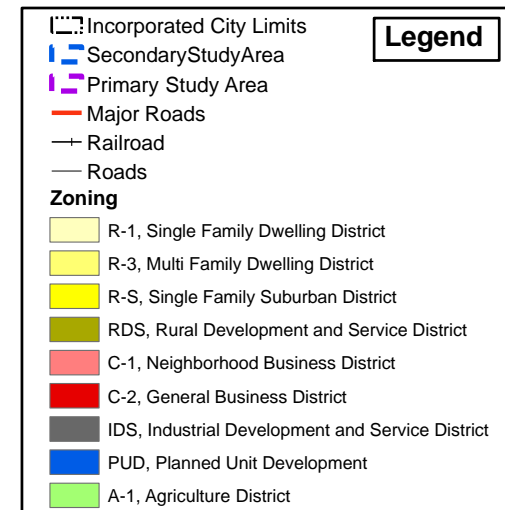 Legend
Incorporated City Limits
SecondaryStudyArea
Primary Study Area
Major Roads
Railroad
Roads
Zoning
R-1, Single Family Dwelling District
R-3, Multi Family Dwelling District
R-S, Single Family Suburban District
RDS, Rural Development and Service District
C-1, Neighborhood Business District
C-2, General Business District
IDS, Industrial Development and Service District
PUD, Planned Unit Development
A-1, Agriculture District